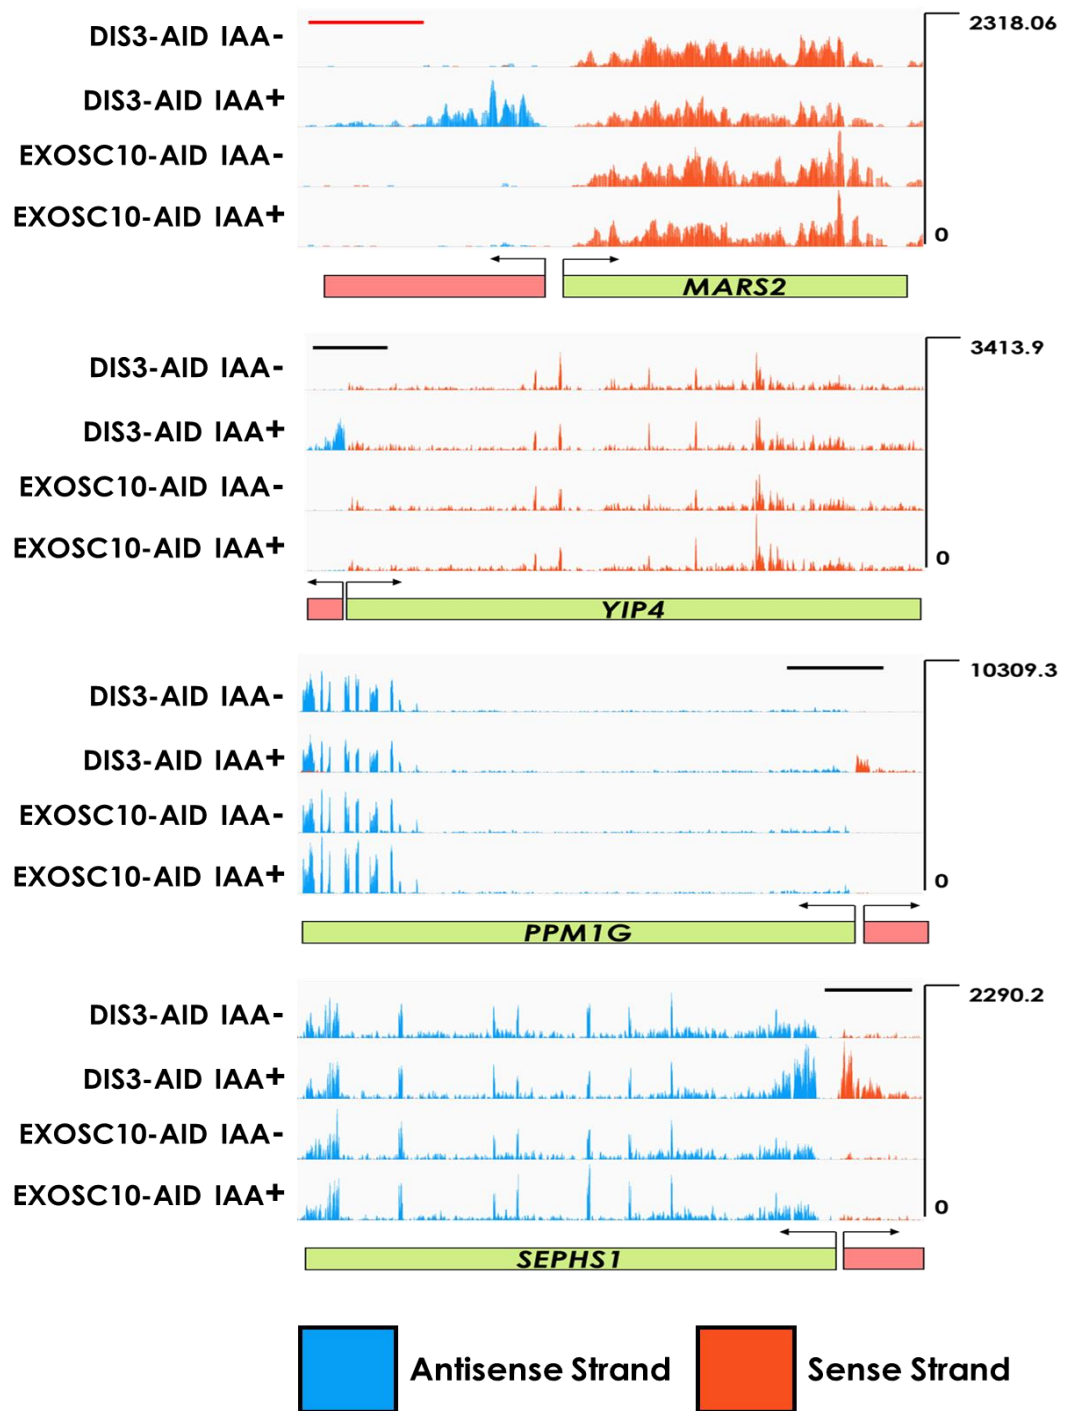 DIS3-AID IAA-
2318.06
DIS3-AID IAA+
EXOSC10-AID IAA-
EXOSC10-AID IAA+
0
MARS2
DIS3-AID IAA-
3413.9
DIS3-AID IAA+
EXOSC10-AID IAA-
EXOSC10-AID IAA+
0
YIP4
DIS3-AID IAA-
10309.3
DIS3-AID IAA+
EXOSC10-AID IAA-
EXOSC10-AID IAA+
0
PPM1G
DIS3-AID IAA-
2290.2
DIS3-AID IAA+
EXOSC10-AID IAA-
EXOSC10-AID IAA+
0
SEPHS1
Antisense Strand
Sense Strand